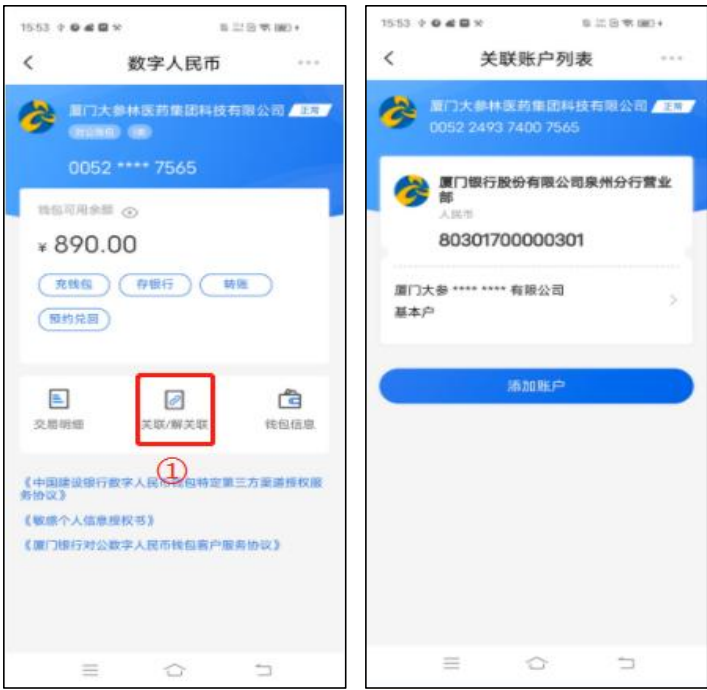 15:53
数字人民币
厦门大参林医药集团科技有限公司 正常
对公钱包
0052 **** 7565
钱包可用余额
¥ 890.00
充钱包 存银行 转账
预约兑回
交易明细 关联/解关联 钱包信息
①
《中国建设银行数字人民币钱包特定第三方渠道授权服
务协议》
《敏感个人信息授权书》
《厦门银行对公数字人民币钱包客户服务协议》
15:53
关联账户列表
厦门大参林医药集团科技有限公司 正常
0052 2493 7400 7565
厦门银行股份有限公司泉州分行营业
部
人民币
80301700000301
厦门大参 **** **** 有限公司
基本户
添加账户